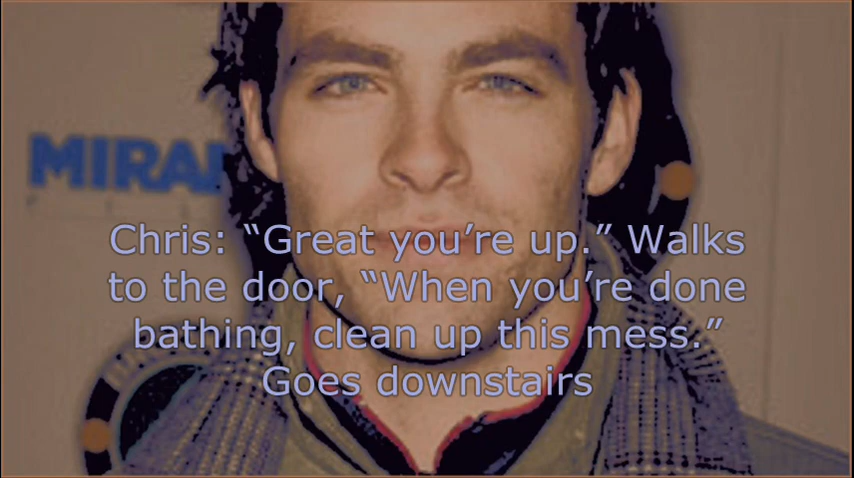 MIRAM
Chris: “Great you’re up.” Walks
to the door, “When you’re done
bathing, clean up this mess.”
Goes downstairs